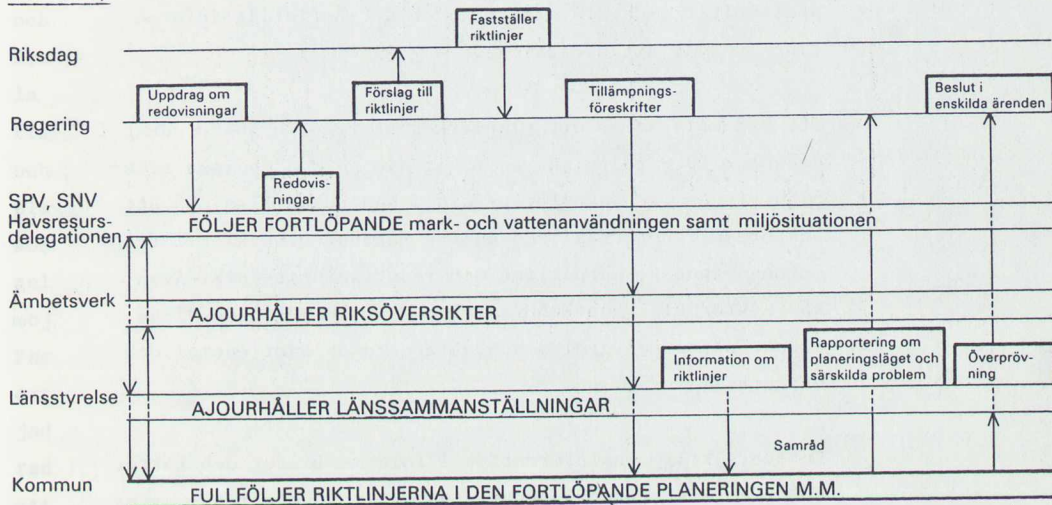 Fastställer
riktlinjer
Riksdag
Uppdrag om
redovisningar
Förslag till
riktlinjer
Tillämpnings-
föreskrifter
Beslut i
enskilda ärenden
Regering
Redovis-
ningar
SPV, SNV
Havsresurs-
delegationen
FÖLJER FORTLÖPANDE mark- och vattenanvändningen samt miljösituationen
Ämbetsverk
AJOURHÅLLER RIKSÖVERSIKTER
Information om
riktlinjer
Rapportering om
planeringsläget och
särskilda problem
Överpröv-
ning
Länsstyrelse
AJOURHÅLLER LÄNSSAMMANSTÄLLNINGAR
Samråd
Kommun
FULLFÖLJER RIKTLINJERNA I DEN FORTLÖPANDE PLANERINGEN M.M.